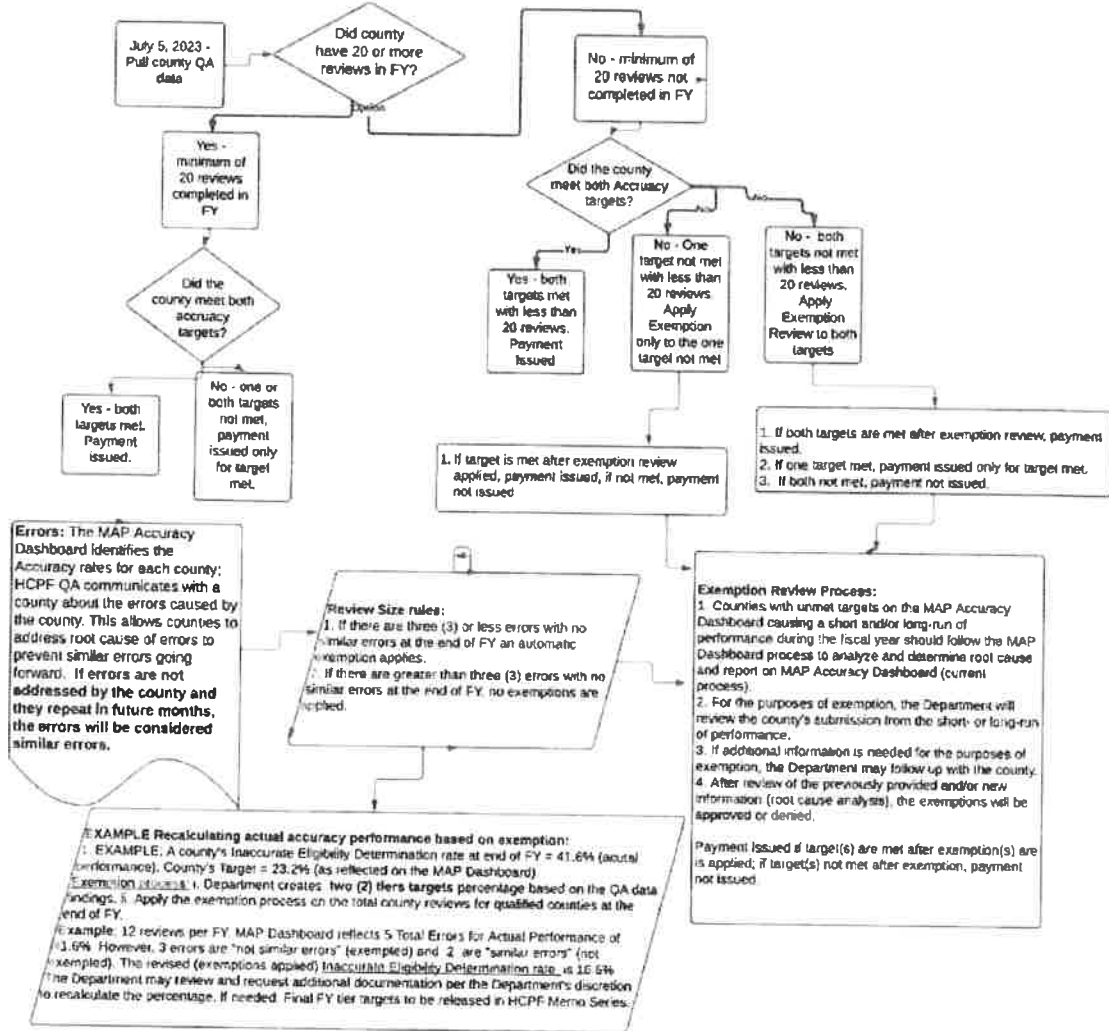 July 5, 2023 -
Pull county QA
data
Did county
have 20 or more
reviews in FY?
No - minimum of
20 reviews not
completed in FY
Option
Yes -
minimum of
20 reviews
completed in
FY
Did the county
meet both Accruacy
targets?
No
No
Yes
Did the
county meet both
accruacy
targets?
Yes - both
targets met
with less than
20 reviews.
Payment
Issued
No - One
target not met
with less than
20 reviews.
Apply
Exemption
only to the one
target not met
No - both
targets not met
with less than
20 reviews.
Apply
Exemption
Review to both
targets
Yes - both
targets met.
Payment
issued.
No - one or
both targets
not met,
payment
issued only
for target
met.
1. If target is met after exemption review
applied, payment issued, if not met, payment
not issued
1. If both targets are met after exemption review, payment
issued.
2. If one target met, payment issued only for target met.
3. If both not met, payment not issued.
Errors: The MAP Accuracy
Dashboard identifies the
Accuracy rates for each county;
HCPF QA communicates with a
county about the errors caused by
the county. This allows counties to
address root cause of errors to
prevent similar errors going
forward. If errors are not
addressed by the county and
they repeat in future months,
the errors will be considered
similar errors.
Review Size rules:
1. If there are three (3) or less errors with no
similar errors at the end of FY an automatic
exemption applies.
If there are greater than three (3) errors with no
similar errors at the end of FY, no exemptions are
applied.
Exemption Review Process:
1. Counties with unmet targets on the MAP Accuracy
Dashboard causing a short and/or long-run of
performance during the fiscal year should follow the MAP
Dashboard process to analyze and determine root cause
and report on MAP Accuracy Dashboard (current
process).
2. For the purposes of exemption, the Department will
review the county's submission from the short- or long-run
of performance.
3. If additional information is needed for the purposes of
exemption, the Department may follow up with the county.
4. After review of the previously provided and/or new
information (root cause analysis), the exemptions will be
approved or denied.
Payment Issued if target(s) are met after exemption(s) are
is applied; if target(s) not met after exemption, payment
not issued
EXAMPLE Recalculating actual accuracy performance based on exemption:
EXAMPLE: A county's Inaccurate Eligibility Determination rate at end of FY = 41.6% (acutal
performance). County's Target = 23.2% (as reflected on the MAP Dashboard)
Exemption process: i. Department creates two (2) tiers targets percentage based on the QA data
findings. ii. Apply the exemption process on the total county reviews for qualified counties at the
end of FY.
Example: 12 reviews per FY. MAP Dashboard reflects 5 Total Errors for Actual Performance of
41.6% However, 3 errors are "not similar errors" (exempted) and 2 are "similar errors" (not
exempted). The revised (exemptions applied) Inaccurate Eligibility Determination rate is 16.6%
The Department may review and request additional documentation per the Department's discretion
to recalculate the percentage. If needed. Final FY tier targets to be released in HCPF Memo Series.